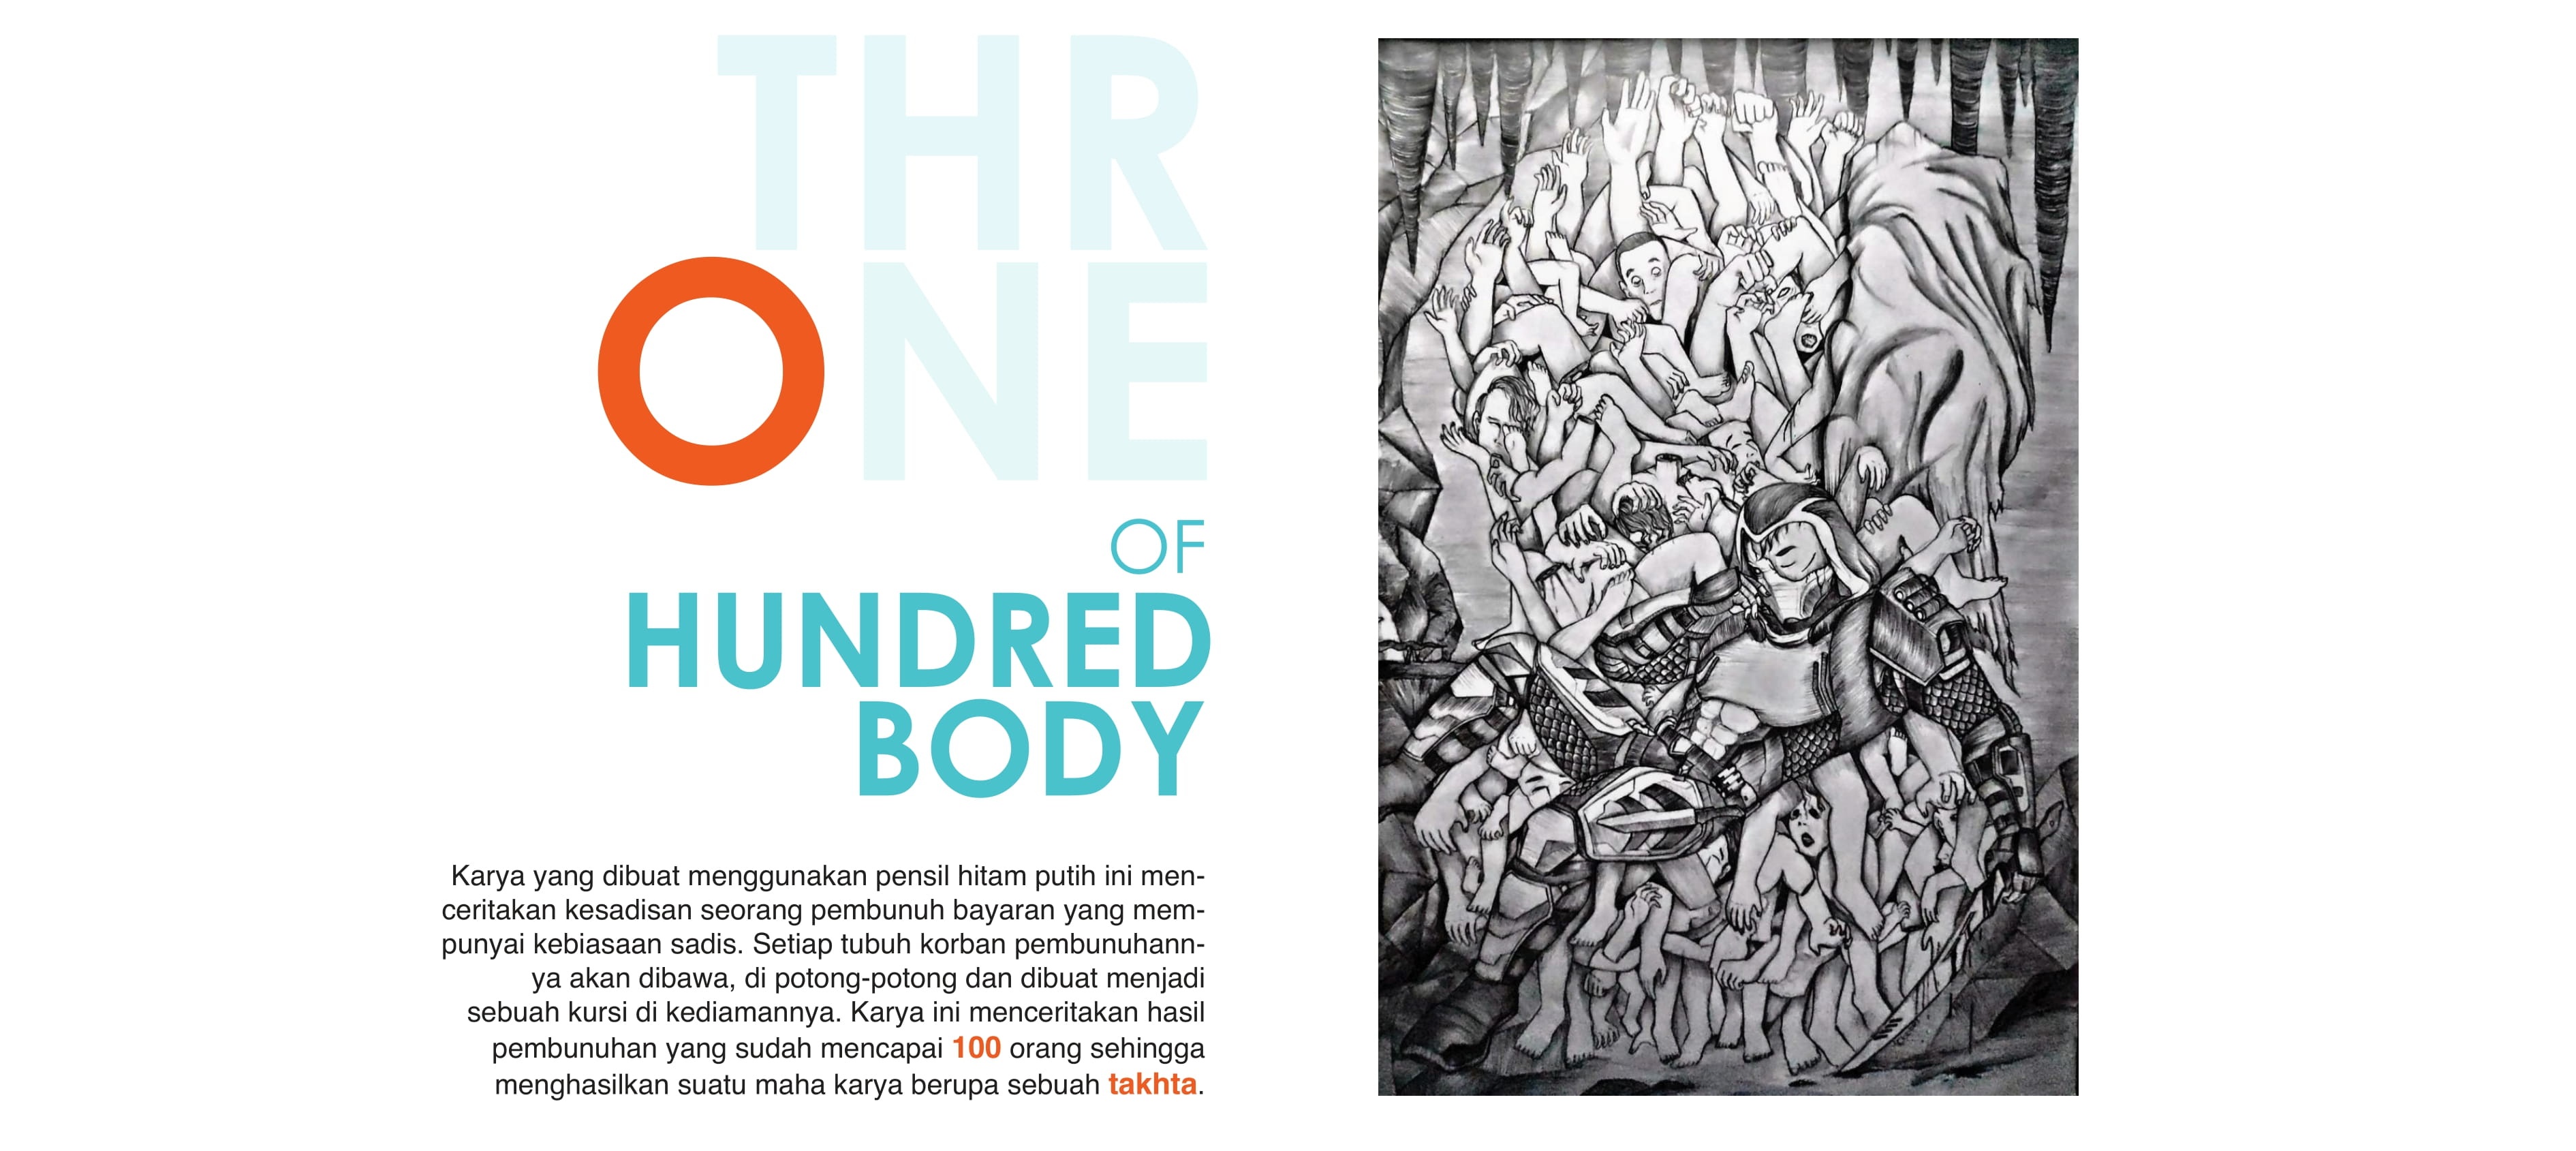 THR
ONE
OF
HUNDRED
BODY
Karya yang dibuat menggunakan pensil hitam putih ini men-
ceritakan kesadisan seorang pembunuh bayaran yang mem-
punyai kebiasaan sadis. Setiap tubuh korban pembunuhann-
ya akan dibawa, di potong-potong dan dibuat menjadi
sebuah kursi di kediamannya. Karya ini menceritakan hasil
pembunuhan yang sudah mencapai 100 orang sehingga
menghasilkan suatu maha karya berupa sebuah takhta.